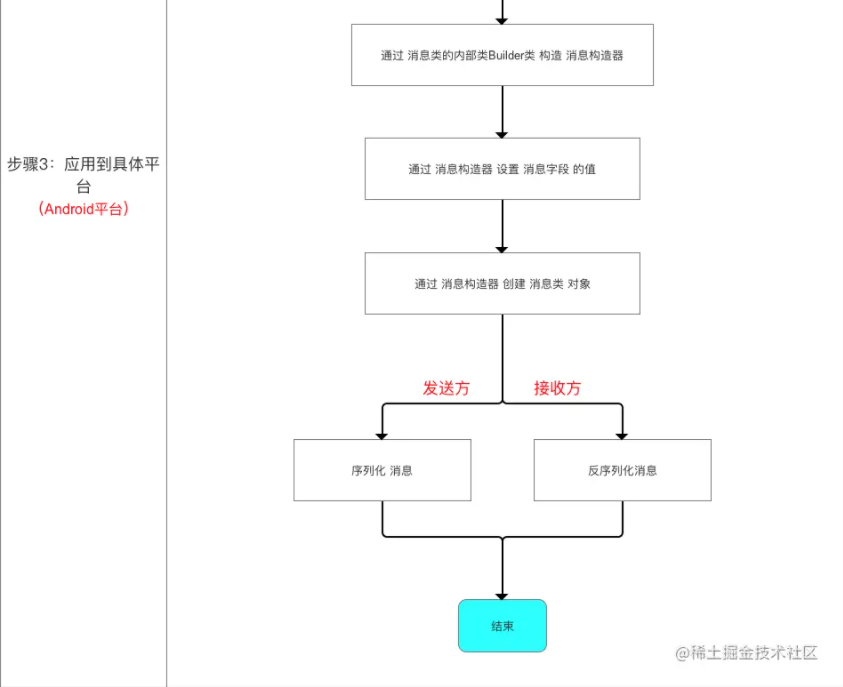 通过 消息类的内部类Builder类 构造 消息构造器
步骤3：应用到具体平
台
（Android平台）
通过 消息构造器 设置 消息字段 的值
通过 消息构造器 创建 消息类 对象
发送方
接收方
序列化 消息
反序列化消息
结束
@稀土掘金技术社区